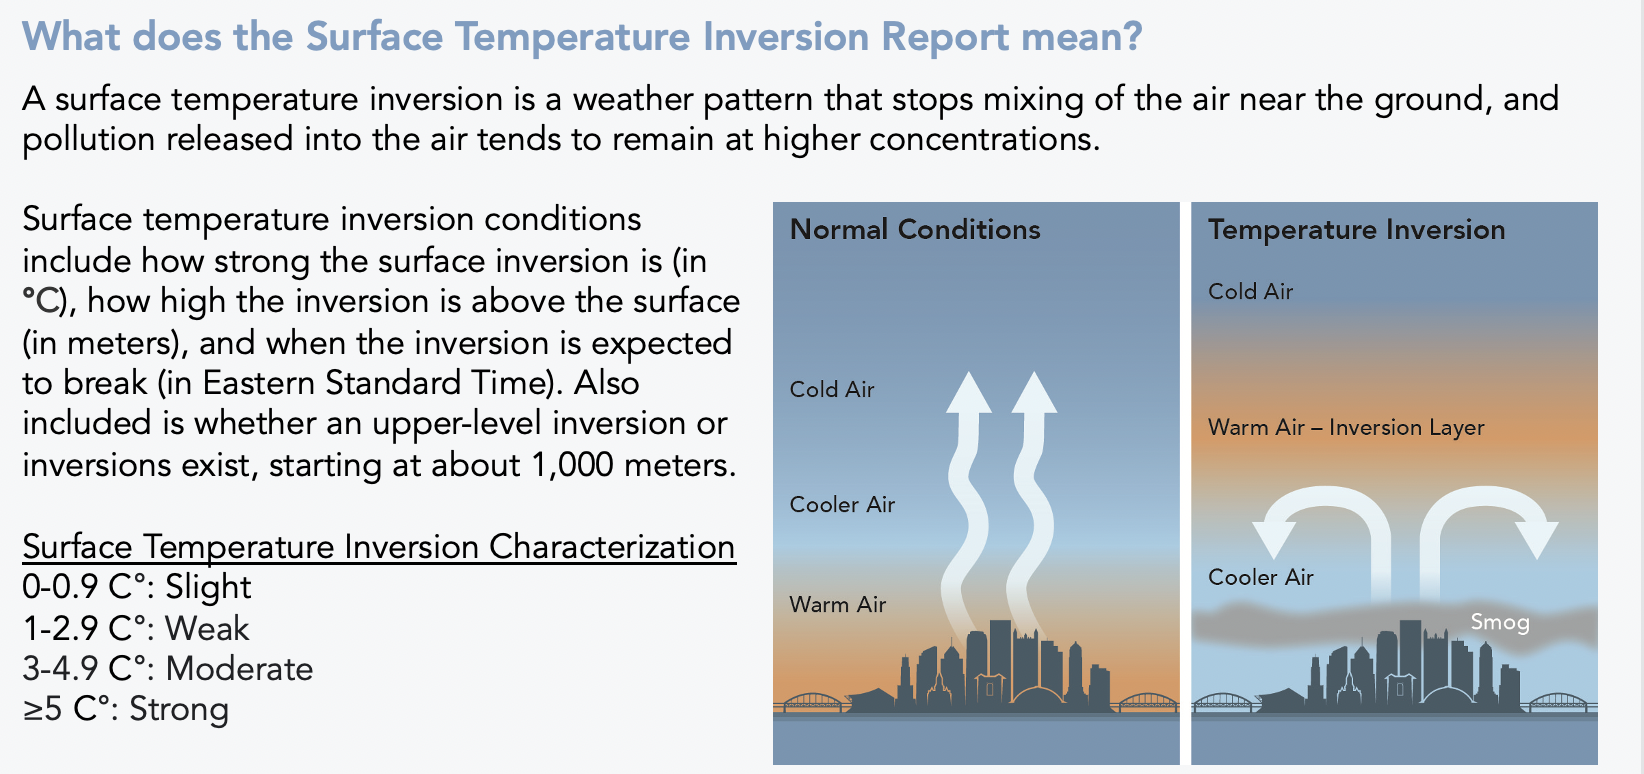 What does the Surface Temperature Inversion Report mean?
A surface temperature inversion is a weather pattern that stops mixing of the air near the ground, and
pollution released into the air tends to remain at higher concentrations.
Surface temperature inversion conditions
include how strong the surface inversion is (in
°C), how high the inversion is above the surface
(in meters), and when the inversion is expected
to break (in Eastern Standard Time). Also
included is whether an upper-level inversion or
inversions exist, starting at about 1,000 meters.
Surface Temperature Inversion Characterization
0-0.9 C°: Slight
1-2.9 C°: Weak
3-4.9 C°: Moderate
≥5 C°: Strong
Normal Conditions
Cold Air
Cooler Air
Warm Air
Temperature Inversion
Cold Air
Warm Air – Inversion Layer
Cooler Air
Smog